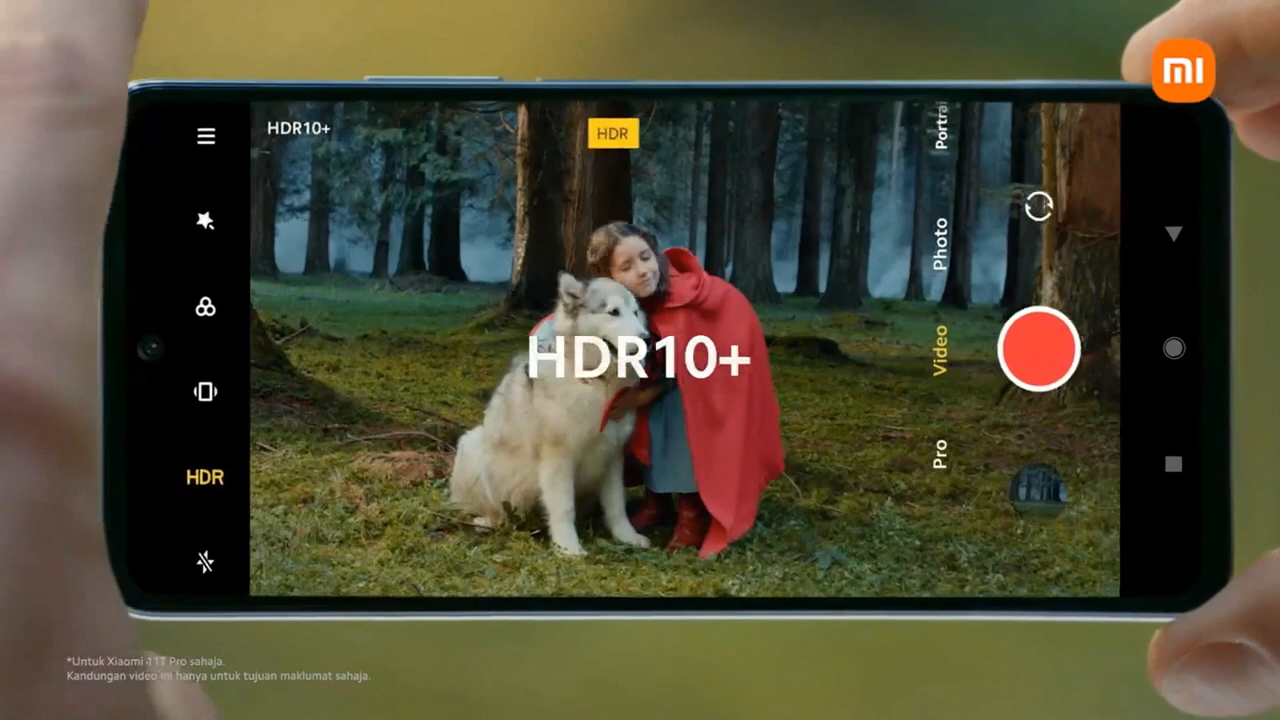 HDR10+
HDR
Portrai
Photo
Video
Pro
HDR
HDR10+
mi
*Untuk Xiaomi 11T Pro sahaja.
Kandungan video ini hanya untuk tujuan maklumat sahaja.